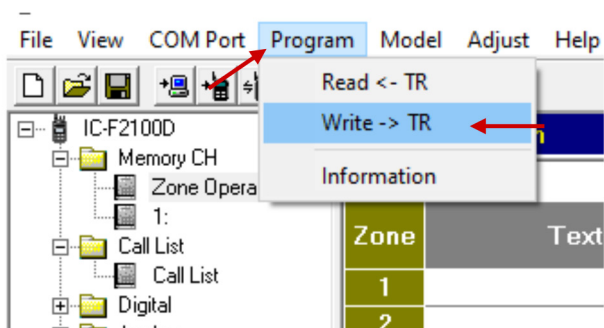 File View COM Port Program Model Adjust Help
Read <- TR
Write -> TR
Information
IC-F2100D
Memory CH
Zone Opera
1:
Call List
Call List
Digital
Zone Text
1
2